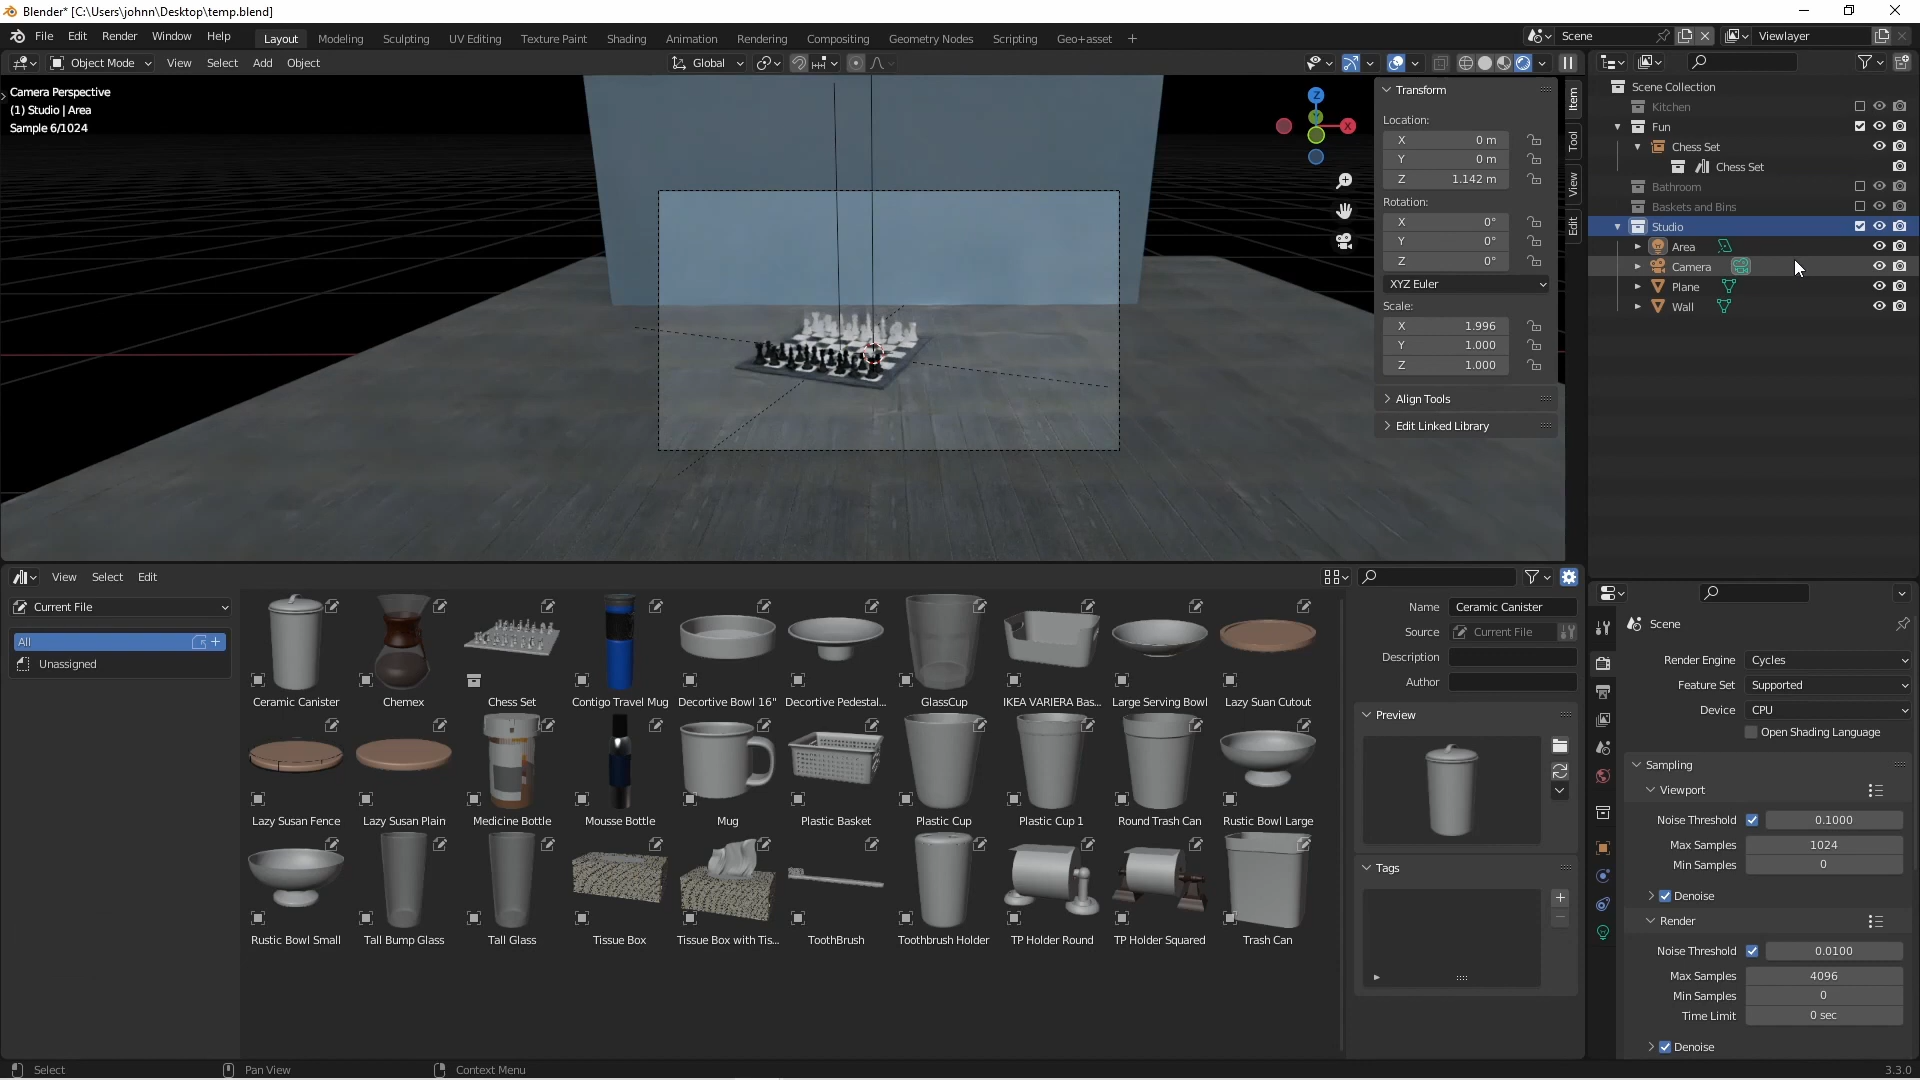 Blender* [C:\Users\johnn\Desktop\temp.blend]
File Edit Render Window Help Layout Modeling Sculpting UV Editing Texture Paint Shading Animation Rendering Compositing Geometry Nodes Scripting Geo+asset + Scene Viewlayer
Object Mode View Select Add Object Global
Camera Perspective
(1) Studio | Area
Sample 6/1024
Z
X
Y
Transform
Location:
X 0 m
Y 0 m
Z 1.142 m
Rotation:
X 0°
Y 0°
Z 0°
XYZ Euler
Scale:
X 1.996
Y 1.000
Z 1.000
Align Tools
Edit Linked Library
Item
Tool
View
Edit
Scene Collection
Kitchen
Fun
Chess Set
Chess Set
Bathroom
Baskets and Bins
Studio
Area
Camera
Plane
Wall
View Select Edit
Current File
All
Unassigned
Ceramic Canister Chemex Chess Set Contigo Travel Mug Decortive Bowl 16" Decortive Pedestal... GlassCup IKEA VARIERA Bas... Large Serving Bowl Lazy Suan Cutout
Lazy Susan Fence Lazy Susan Plain Medicine Bottle Mousse Bottle Mug Plastic Basket Plastic Cup Plastic Cup 1 Round Trash Can Rustic Bowl Large
Rustic Bowl Small Tall Bump Glass Tall Glass Tissue Box Tissue Box with Tis... ToothBrush Toothbrush Holder TP Holder Round TP Holder Squared Trash Can
Name Ceramic Canister
Source Current File
Description
Author
Preview
Tags
Scene
Render Engine Cycles
Feature Set Supported
Device CPU
Open Shading Language
Sampling
Viewport
Noise Threshold 0.1000
Max Samples 1024
Min Samples 0
Denoise
Render
Noise Threshold 0.0100
Max Samples 4096
Min Samples 0
Time Limit 0 sec
Denoise
Select Pan View Context Menu 3.3.0